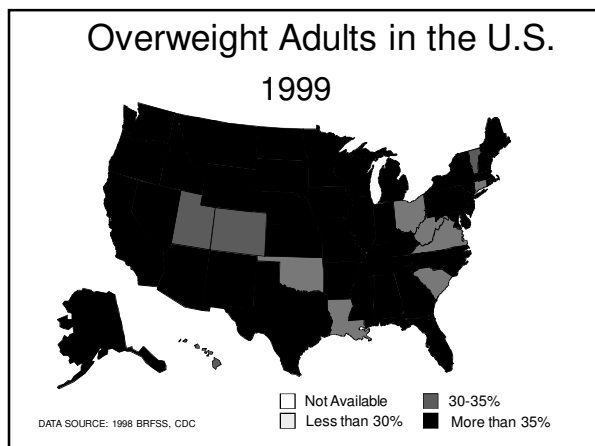 Overweight Adults in the U.S.
1999
Not Available
30-35%
Less than 30%
More than 35%
DATA SOURCE: 1998 BRFSS, CDC